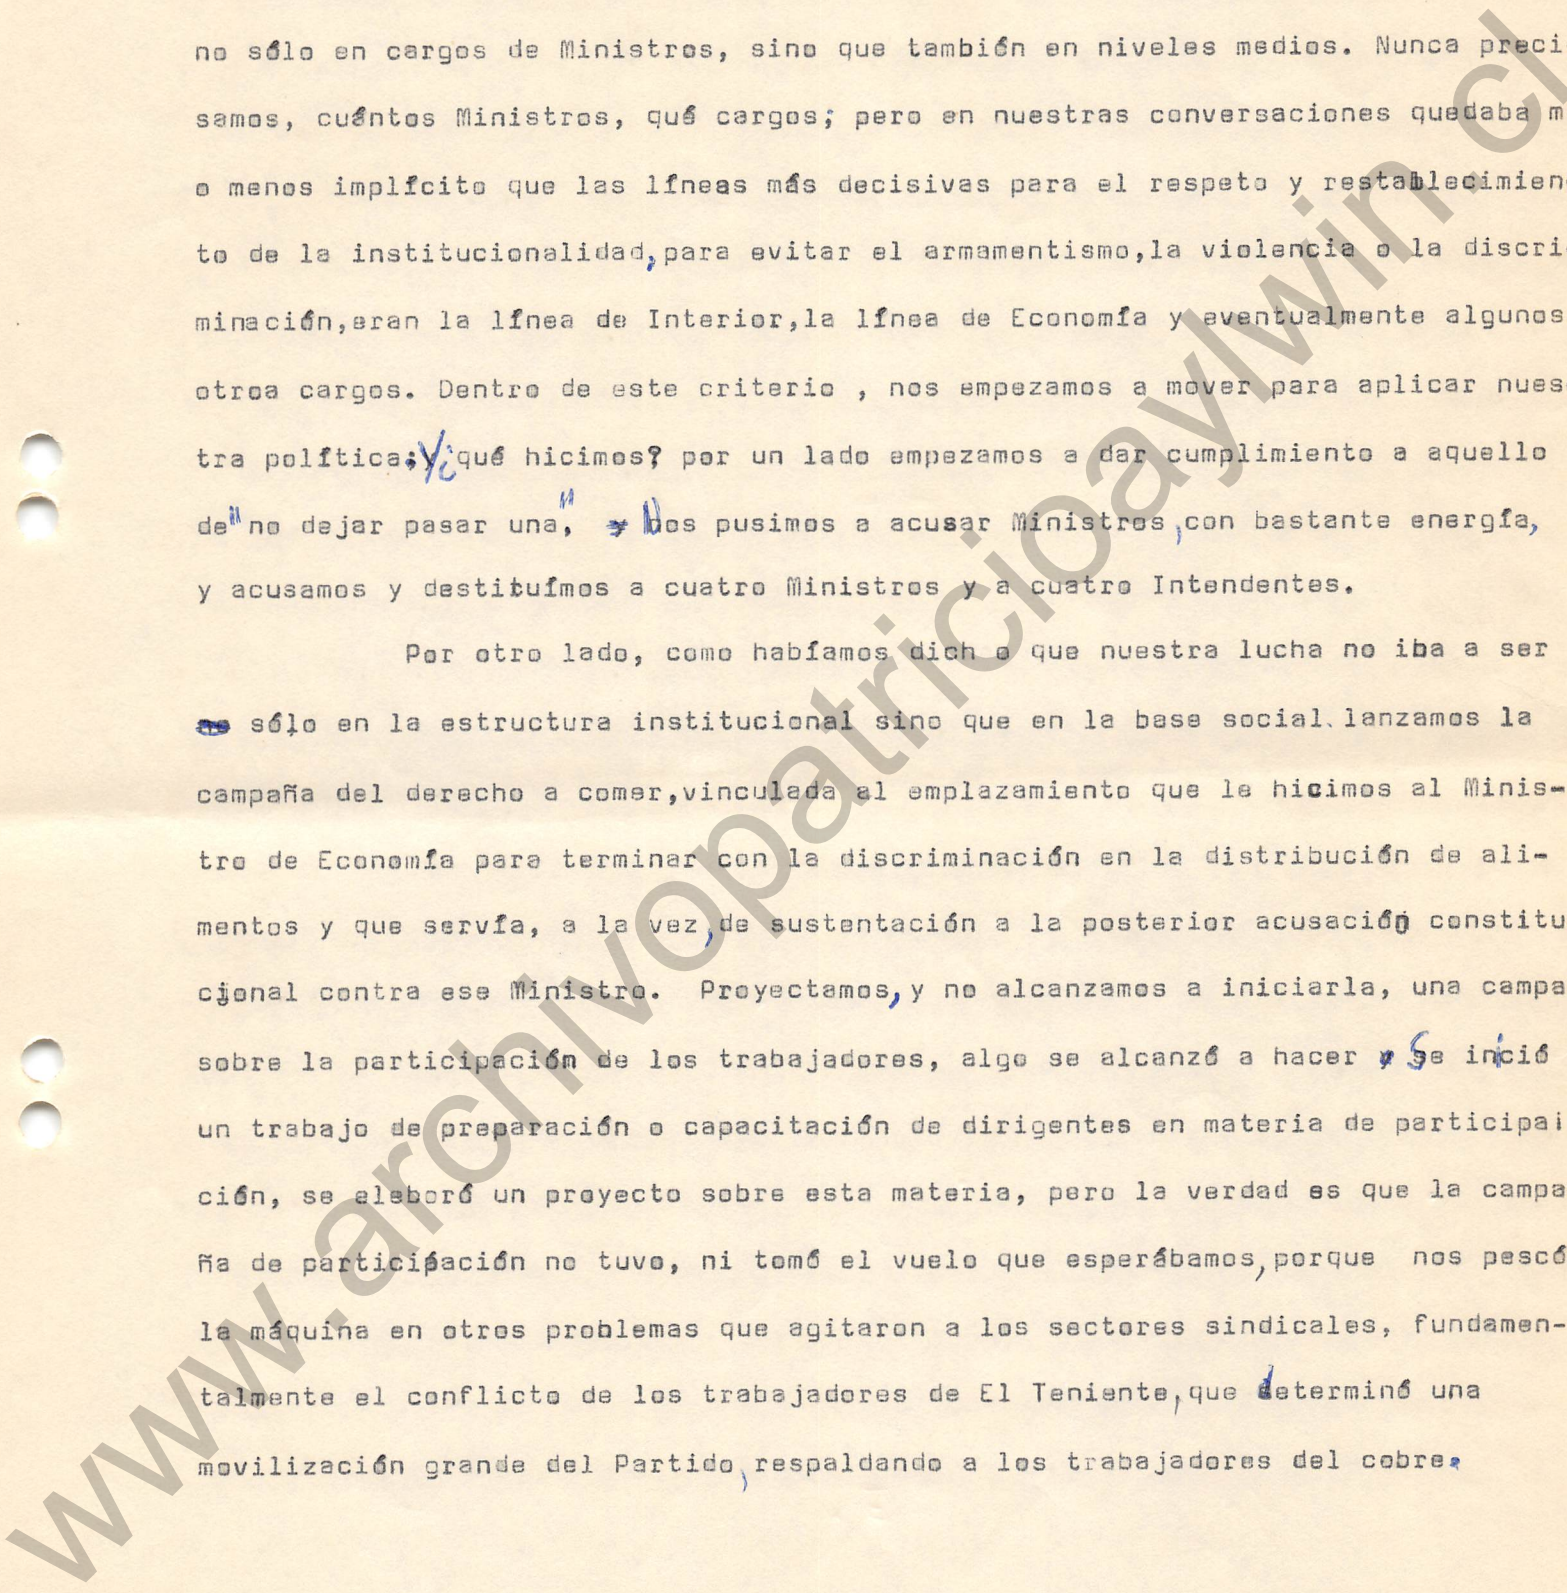 no sólo en cargos de Ministros, sino que también en niveles medios. Nunca preci
samos, cuántos Ministros, qué cargos; pero en nuestras conversaciones quedaba m
o menos implícito que las líneas más decisivas para el respeto y restablecimien
to de la institucionalidad, para evitar el armamentismo, la violencia o la discri
minación, eran la línea de Interior, la línea de Economía y eventualmente algunos
otroa cargos. Dentro de este criterio , nos empezamos a mover para aplicar nues
tra política; Y ¿qué hicimos? por un lado empezamos a dar cumplimiento a aquello
de "no dejar pasar una", Nos pusimos a acusar Ministros, con bastante energía,
y acusamos y destituímos a cuatro Ministros y a cuatro Intendentes.
Por otro lado, como habíamos dich o que nuestra lucha no iba a ser
sólo en la estructura institucional sino que en la base social, lanzamos la
campaña del derecho a comer, vinculada al emplazamiento que le hicimos al Minis-
tro de Economía para terminar con la discriminación en la distribución de ali-
mentos y que servía, a la vez, de sustentación a la posterior acusación constitu
cional contra ese Ministro. Proyectamos, y no alcanzamos a iniciarla, una campa
sobre la participación de los trabajadores, algo se alcanzó a hacer Se inició
un trabajo de preparación o capacitación de dirigentes en materia de participa
ción, se elaboró un proyecto sobre esta materia, pero la verdad es que la campa
ña de participación no tuvo, ni tomó el vuelo que esperábamos, porque nos pescó
la máquina en otros problemas que agitaron a los sectores sindicales, fundamen-
talmente el conflicto de los trabajadores de El Teniente, que determinó una
movilización grande del Partido, respaldando a los trabajadores del cobre.
www.archivopatricioaylwin.cl